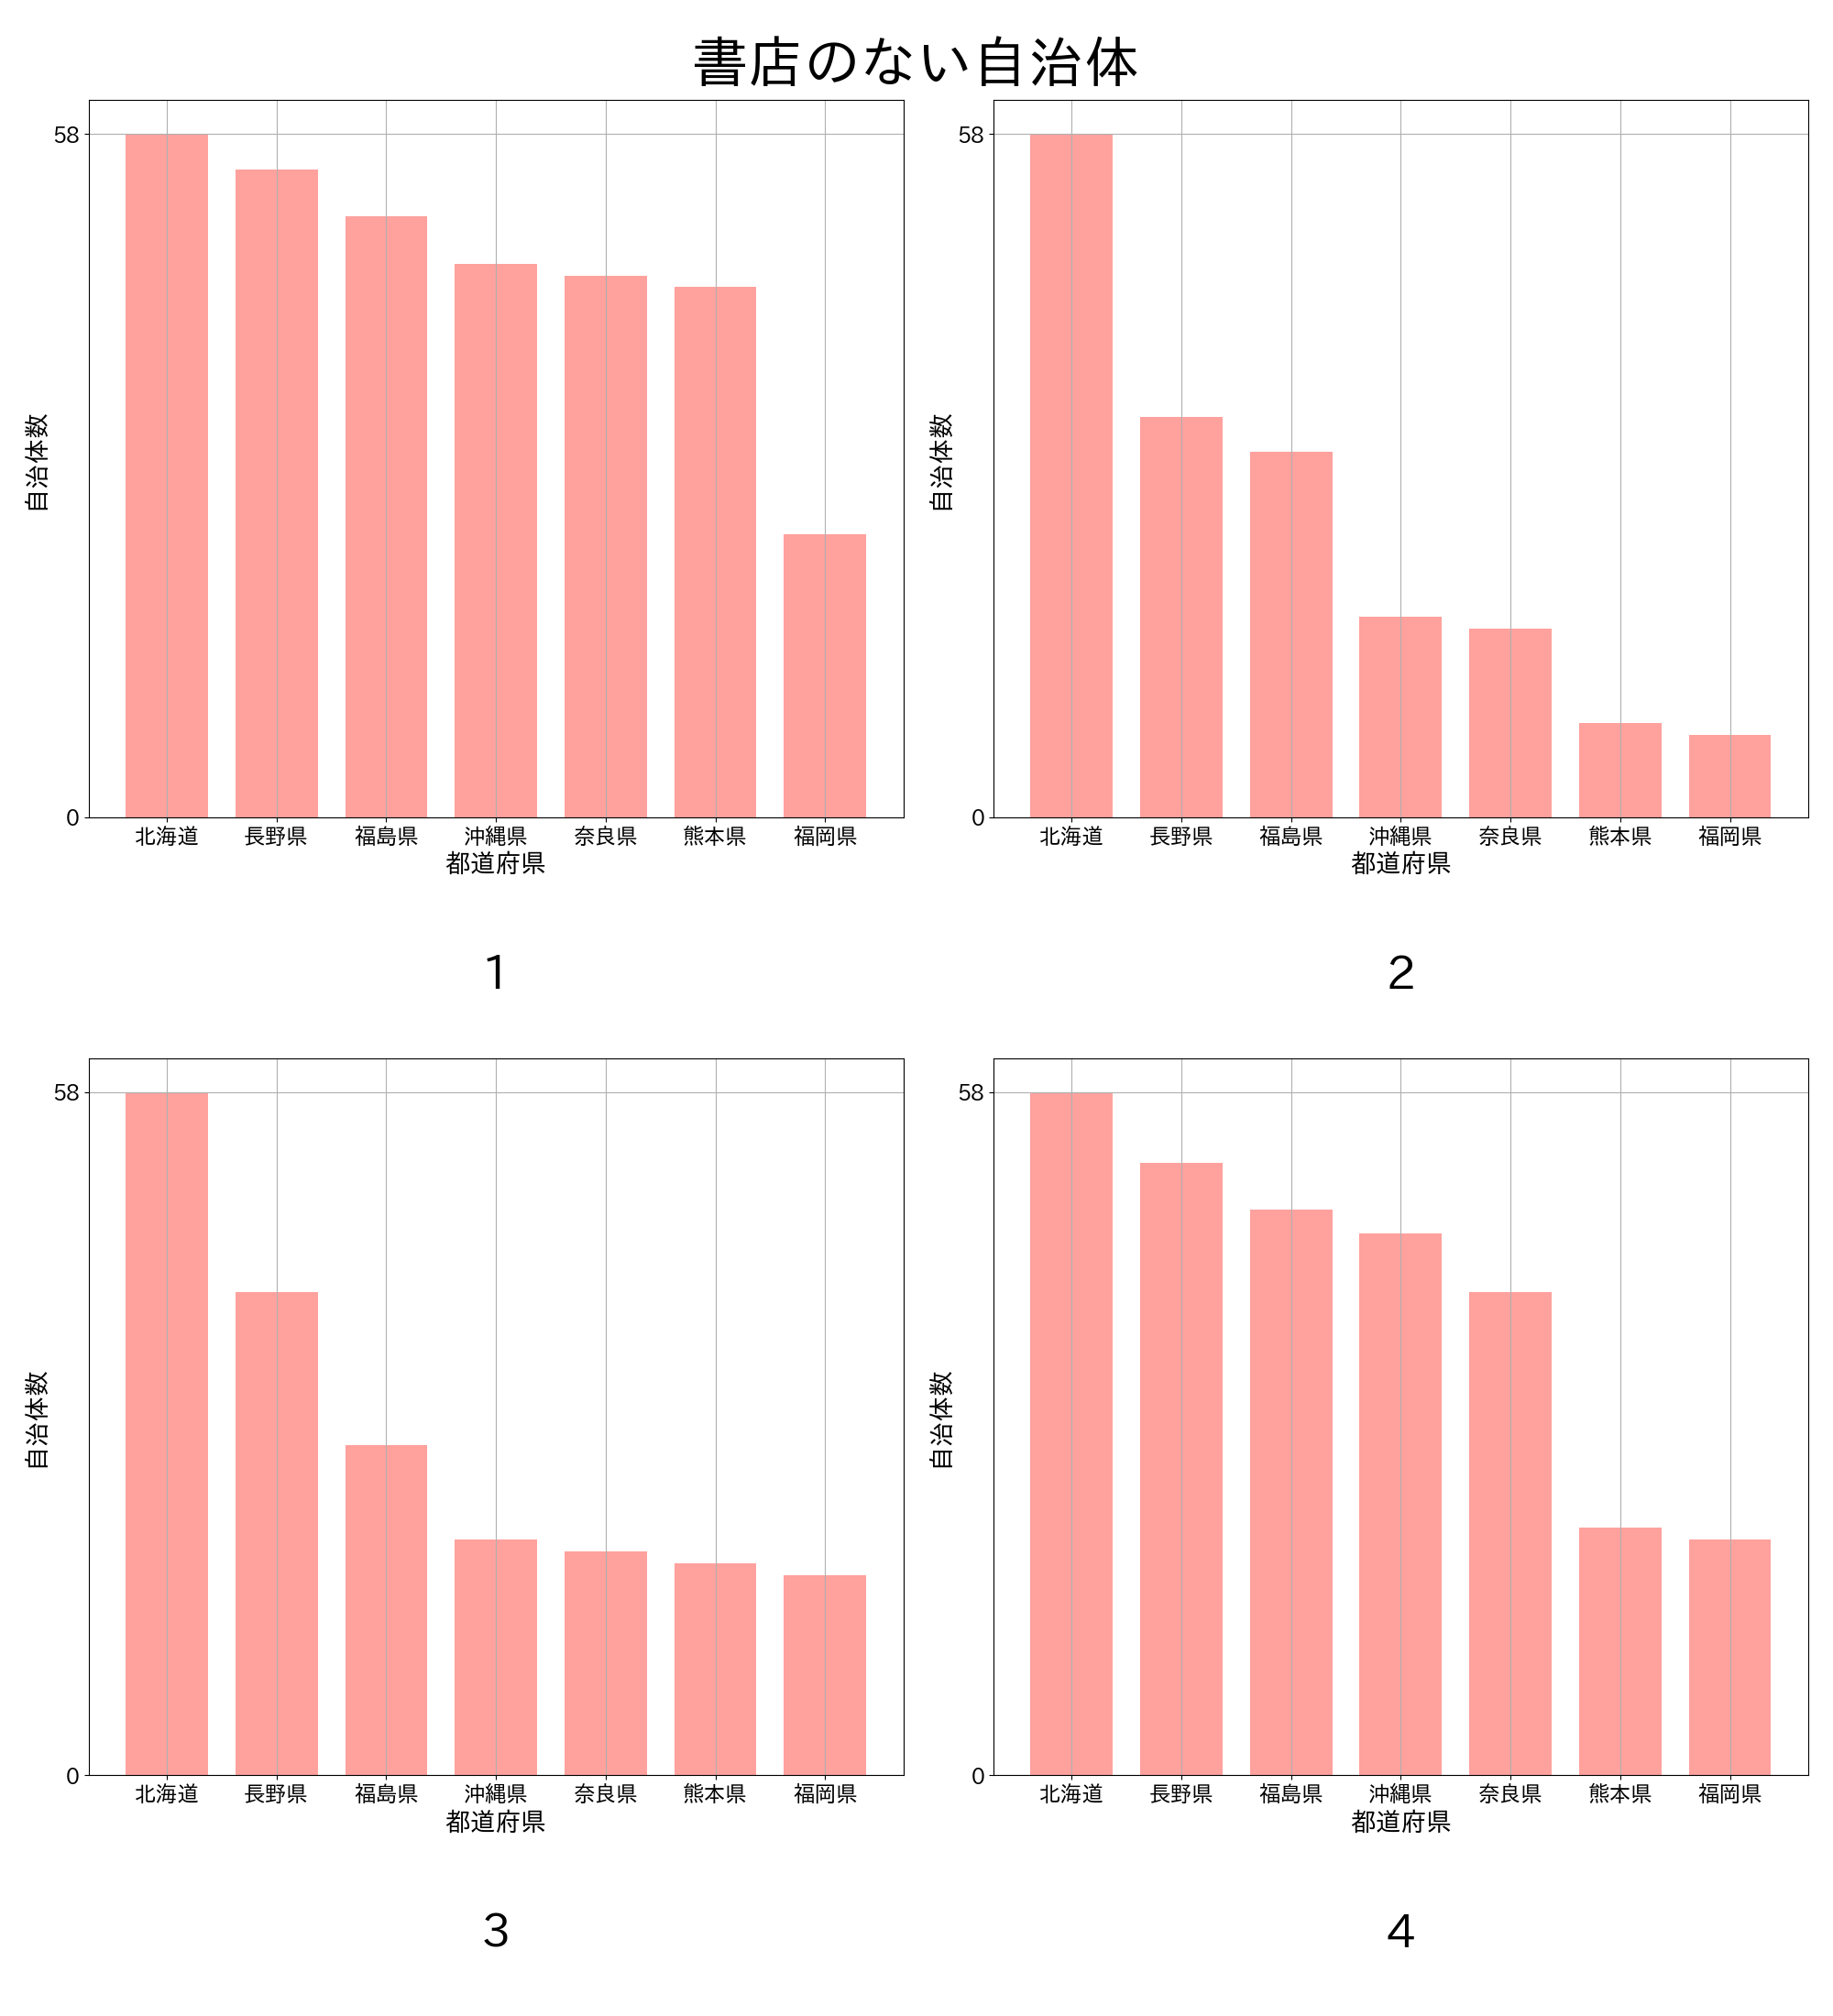 書店のない自治体
58
0
自治体数
北海道 長野県 福島県 沖縄県 奈良県 熊本県 福岡県
都道府県
1
58
0
自治体数
北海道 長野県 福島県 沖縄県 奈良県 熊本県 福岡県
都道府県
2
58
0
自治体数
北海道 長野県 福島県 沖縄県 奈良県 熊本県 福岡県
都道府県
3
58
0
自治体数
北海道 長野県 福島県 沖縄県 奈良県 熊本県 福岡県
都道府県
4